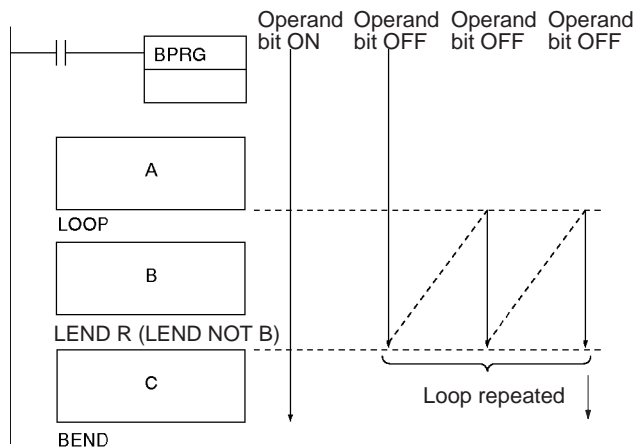 Operand Operand Operand Operand
bit ON bit OFF bit OFF bit OFF
BPRG
A
LOOP
B
LEND R (LEND NOT B)
C
Loop repeated
BEND